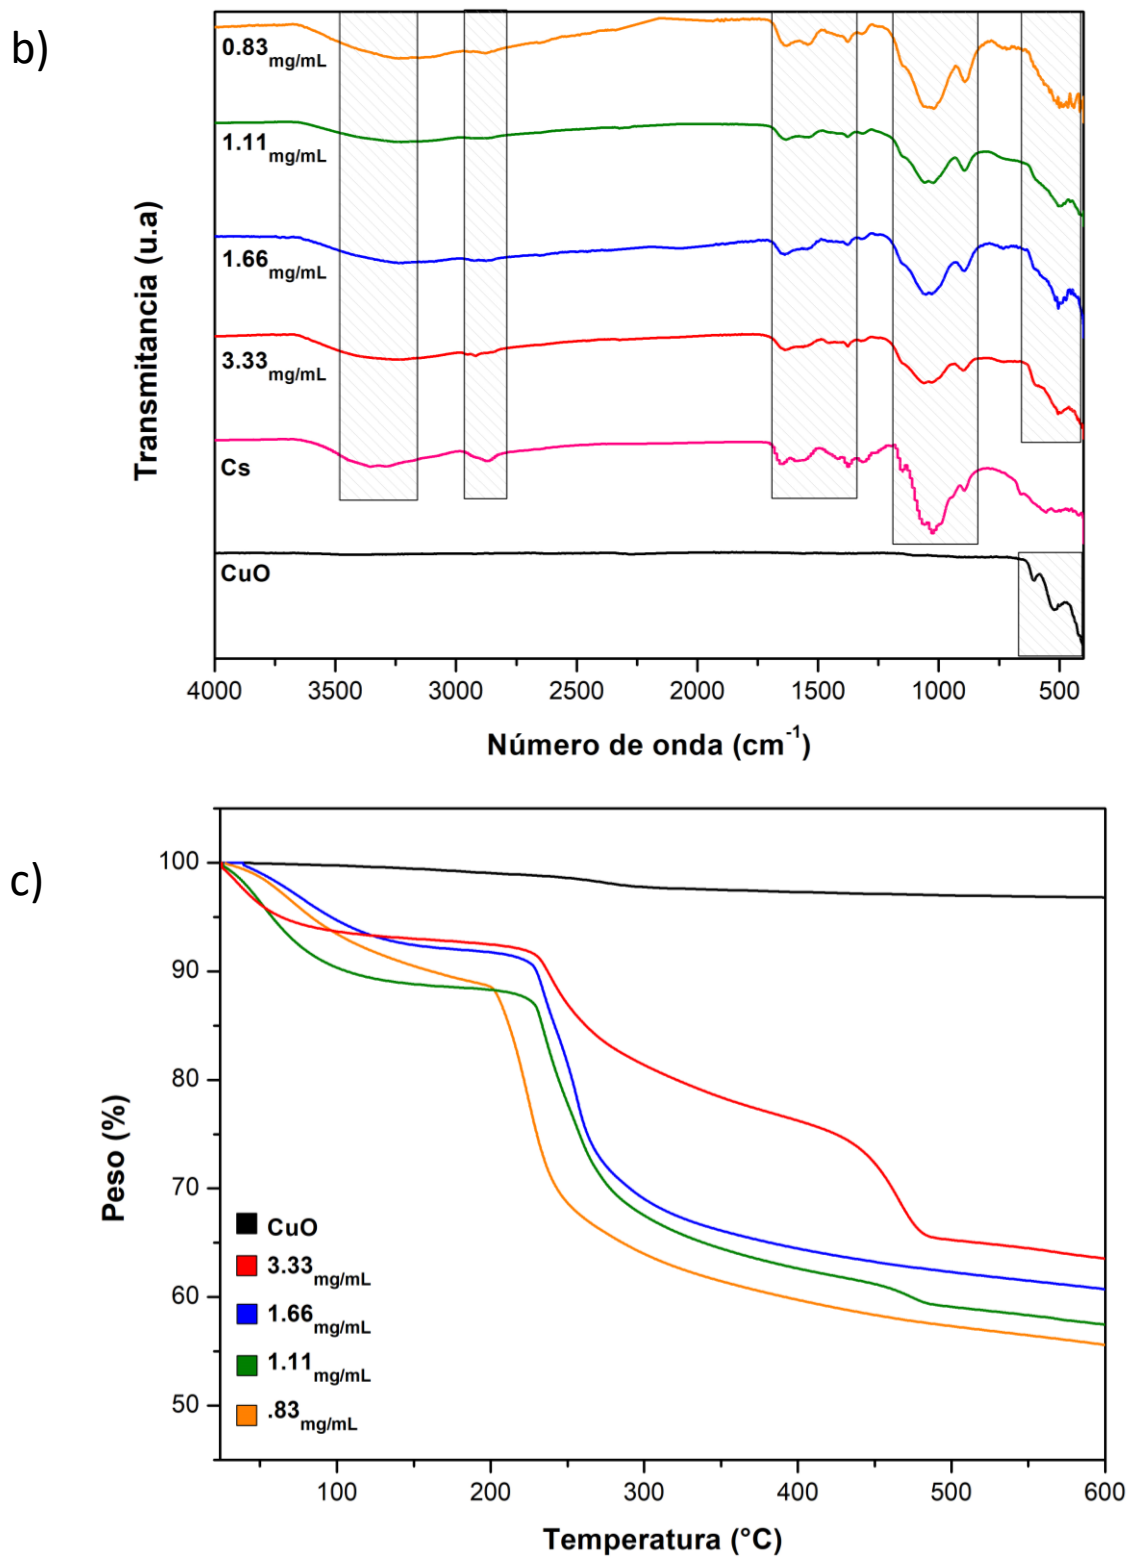 b)
0.83mg/mL
1.11mg/mL
1.66mg/mL
3.33mg/mL
Cs
CuO
Transmitancia (u.a)
4000 3500 3000 2500 2000 1500 1000 500
Número de onda (cm-1)
c)
100
90
80
70
60
50
Peso (%)
CuO
3.33mg/mL
1.66mg/mL
1.11mg/mL
.83mg/mL
100 200 300 400 500 600
Temperatura (°C)